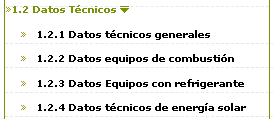 »1.2 Datos Técnicos
» 1.2.1 Datos técnicos generales
» 1.2.2 Datos equipos de combustión
» 1.2.3 Datos Equipos con refrigerante
» 1.2.4 Datos técnicos de energía solar